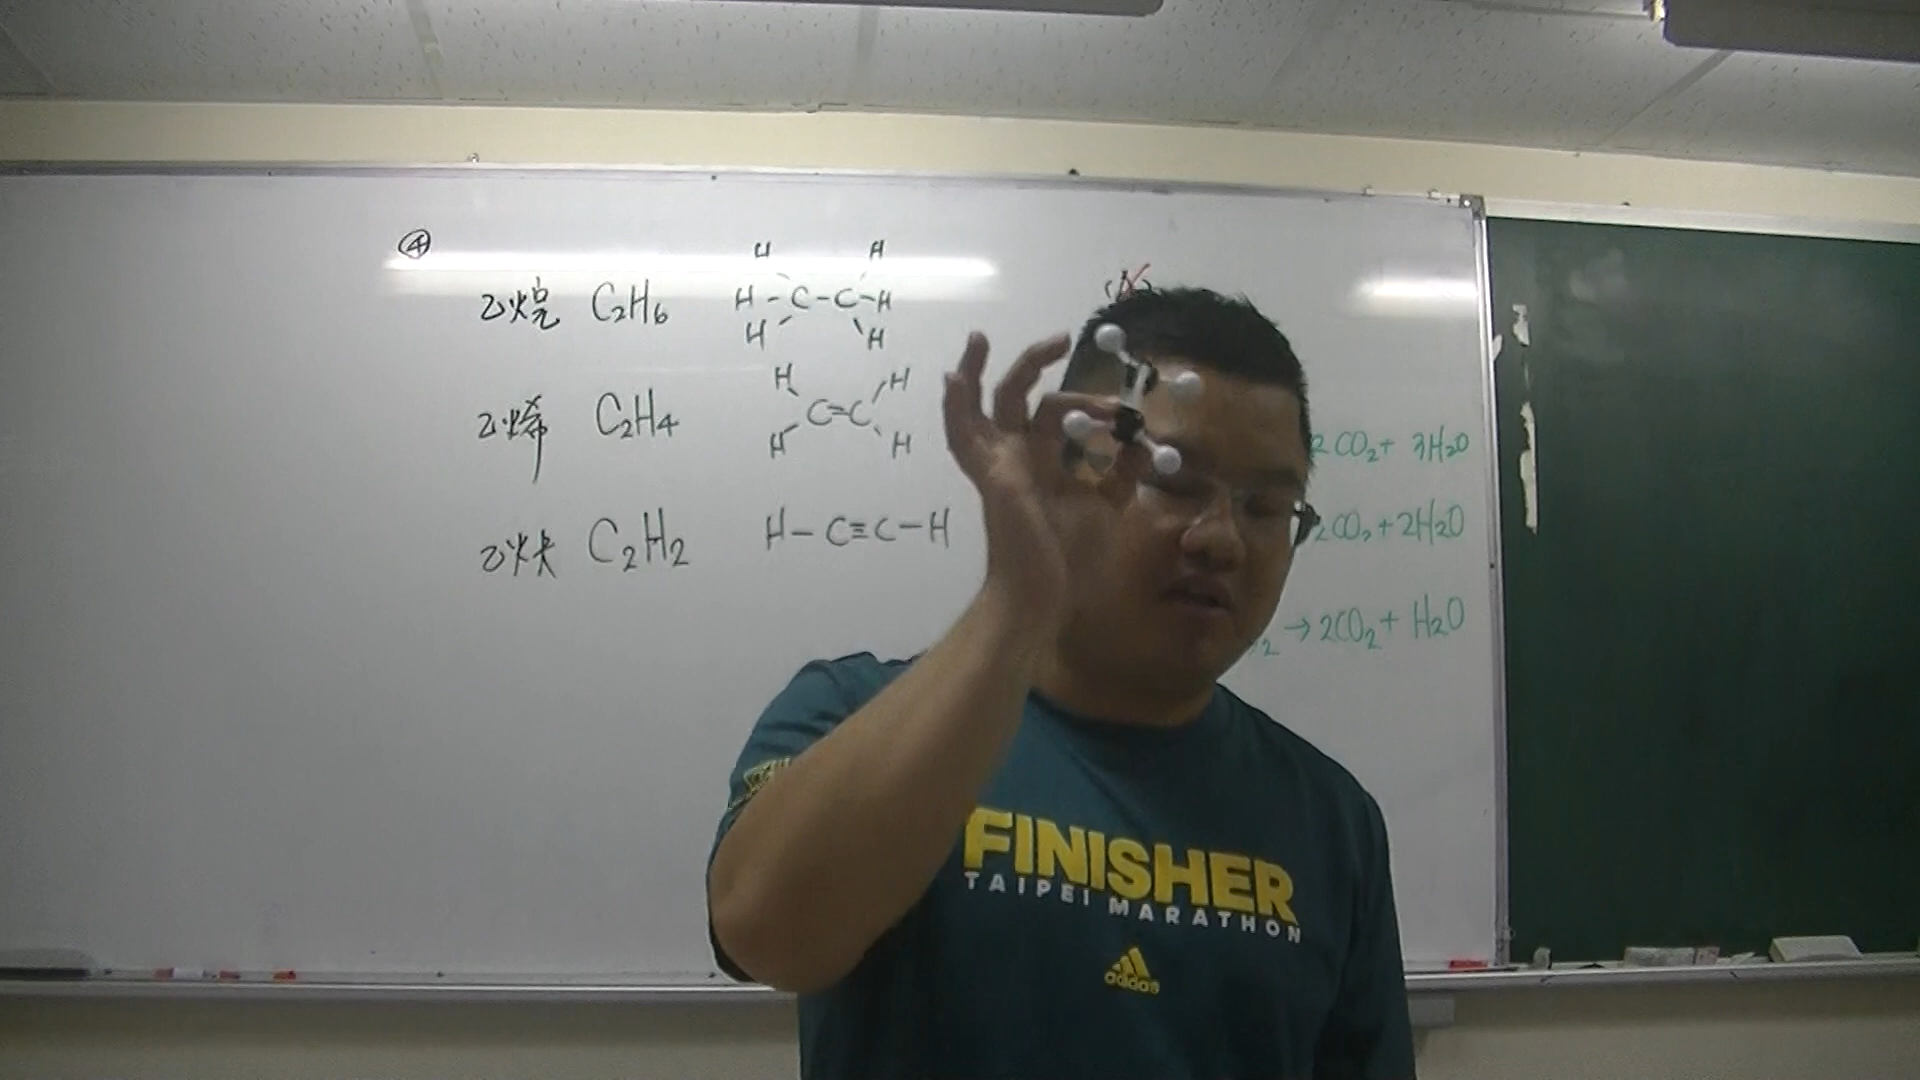 ④
乙烷 C₂H₆
H H
H-C-C-H
H H
乙烯 C₂H₄
H H
C=C
H H
乙炔 C₂H₂ H-C≡C-H
(A)
2CO₂+ 3H₂O
2CO₂+2H₂O
O₂ →2CO₂+ H₂O
FINISHER
TAIPEI MARATHON
adidas